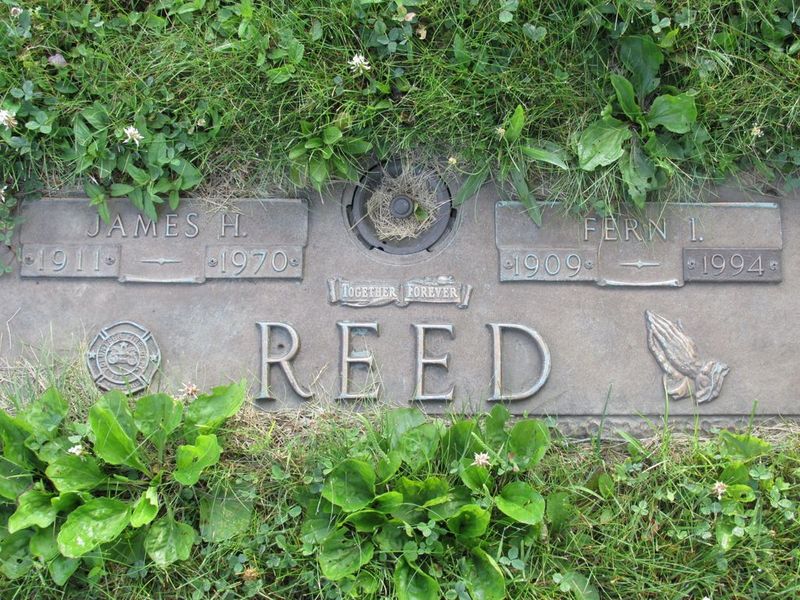 JAMES H.
1911 1970
FERN I.
1909 1994
TOGETHER FOREVER
REED